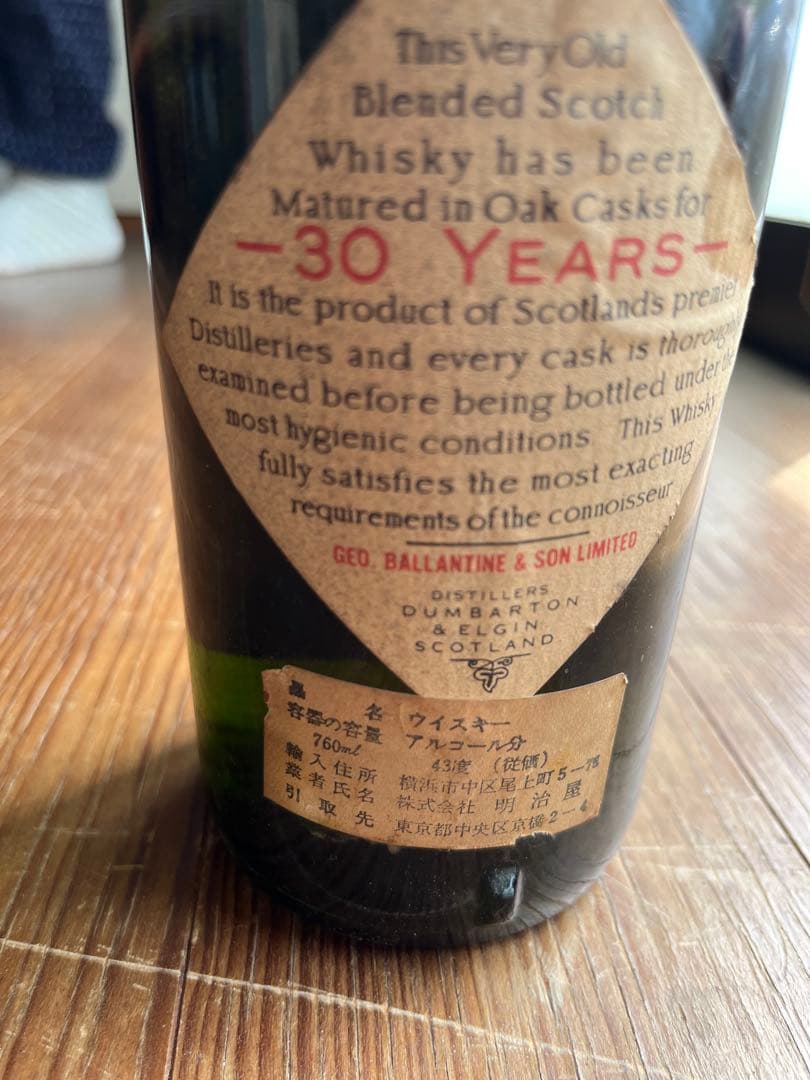 This Very Old
Blended Scotch
Whisky has been
Matured in Oak Casks for
—30 YEARS—
It is the product of Scotland's premier
Distilleries and every cask is thoroughly
examined before being bottled under the
most hygienic conditions This Whisky
fully satisfies the most exacting
requirements of the connoisseur
GEO. BALLANTINE & SON LIMITED
DISTILLERS
DUMBARTON
& ELGIN
SCOTLAND
品名 ウイスキー
容器の容量 アルコール分
760ml 43度 (従価)
輸入住所 横浜市中区尾上町5-76
業者氏名 株式会社 明治屋
引取先 東京都中央区京橋2-4